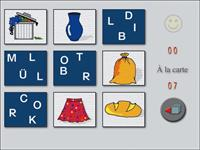 L D
I B
M L
Ü L
O B T R
R C O K
00
À la carte
07